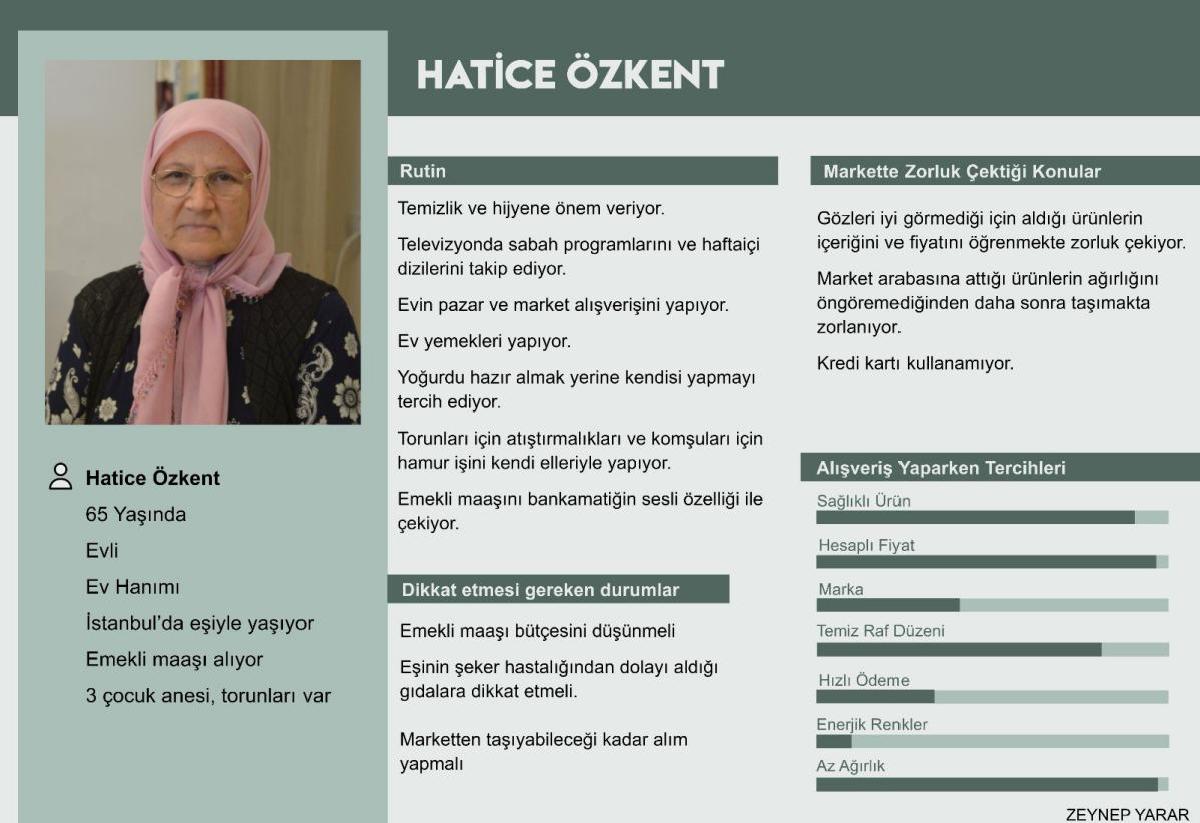 HATİCE ÖZKENT
Hatice Özkent
65 Yaşında
Evli
Ev Hanımı
İstanbul’da eşiyle yaşıyor
Emekli maaşı alıyor
3 çocuk anesi, torunları var
Rutin
Temizlik ve hijyene önem veriyor.
Televizyonda sabah programlarını ve haftaiçi
dizilerini takip ediyor.
Evin pazar ve market alışverişini yapıyor.
Ev yemekleri yapıyor.
Yoğurdu hazır almak yerine kendisi yapmayı
tercih ediyor.
Torunları için atıştırmalıkları ve komşuları için
hamur işini kendi elleriyle yapıyor.
Emekli maaşını bankamatiğin sesli özelliği ile
çekiyor.
Dikkat etmesi gereken durumlar
Emekli maaşı bütçesini düşünmeli
Eşinin şeker hastalığından dolayı aldığı
gıdalara dikkat etmeli.
Marketten taşıyabileceği kadar alım
yapmalı
Markette Zorluk Çektiği Konular
Gözleri iyi görmediği için aldığı ürünlerin
içeriğini ve fiyatını öğrenmekte zorluk çekiyor.
Market arabasına attığı ürünlerin ağırlığını
öngöremediğinden daha sonra taşımakta
zorlanıyor.
Kredi kartı kullanamıyor.
Alışveriş Yaparken Tercihleri
Sağlıklı Ürün
Hesaplı Fiyat
Marka
Temiz Raf Düzeni
Hızlı Ödeme
Enerjik Renkler
Az Ağırlık
ZEYNEP YARAR